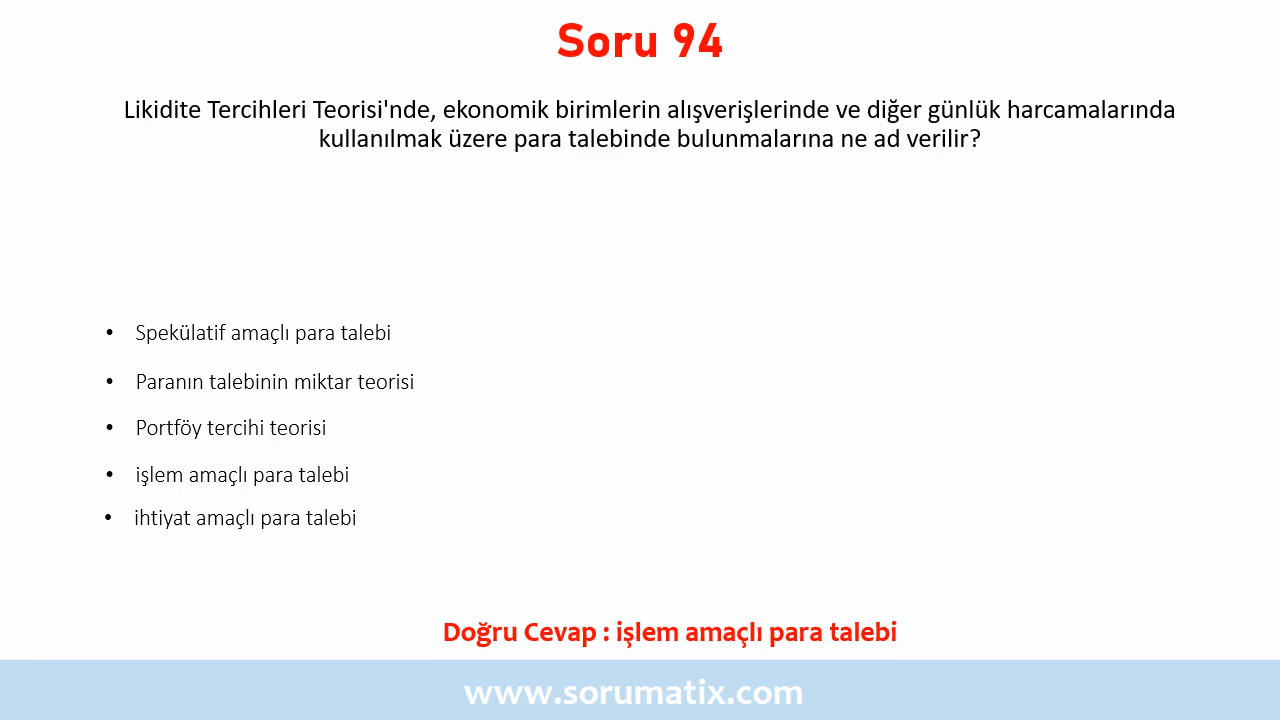 Soru 94
Likidite Tercihleri Teorisi'nde, ekonomik birimlerin alışverişlerinde ve diğer günlük harcamalarında
kullanılmak üzere para talebinde bulunmalarına ne ad verilir?
• Spekülatif amaçlı para talebi
• Paranın talebinin miktar teorisi
• Portföy tercihi teorisi
• işlem amaçlı para talebi
• ihtiyat amaçlı para talebi
Doğru Cevap : işlem amaçlı para talebi
www.sorumatix.com